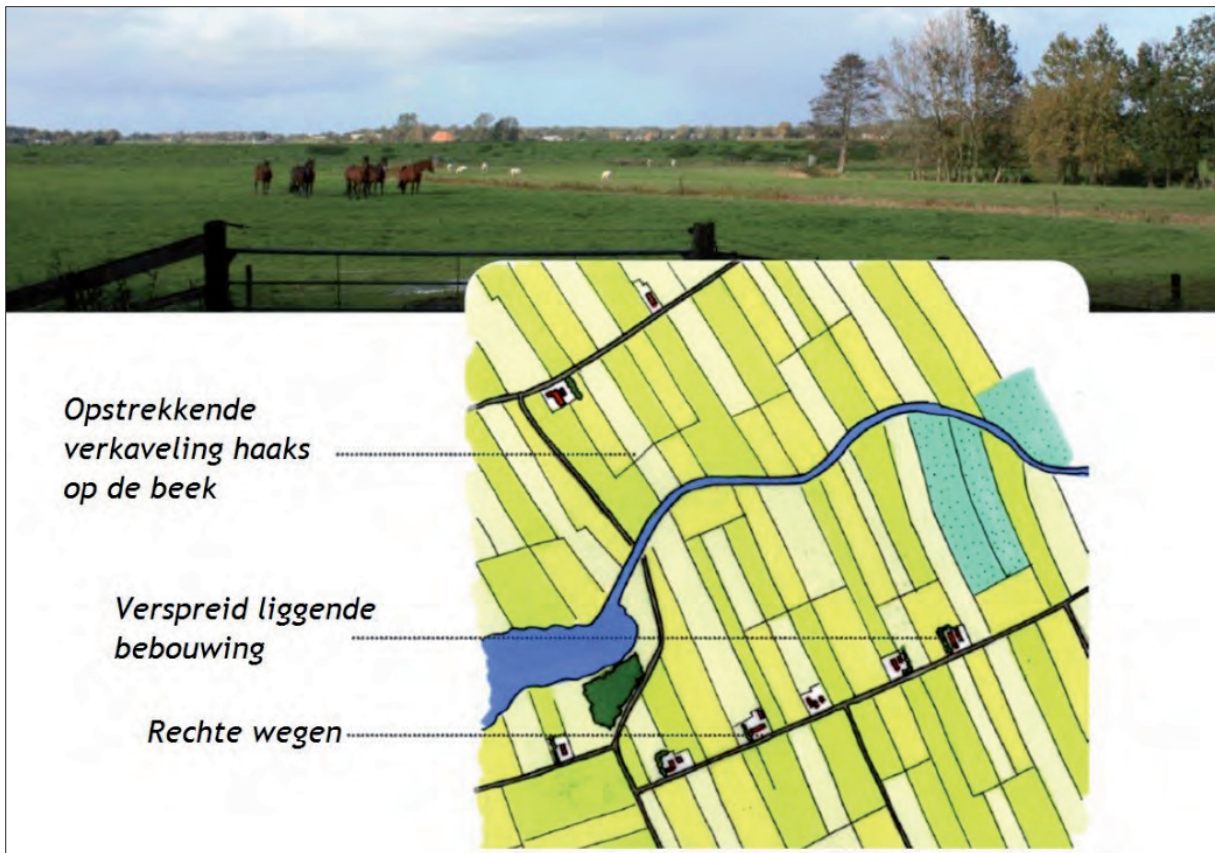 Opstrekkende
verkaveling haaks
op de beek
Verspreid liggende
bebouwing
Rechte wegen